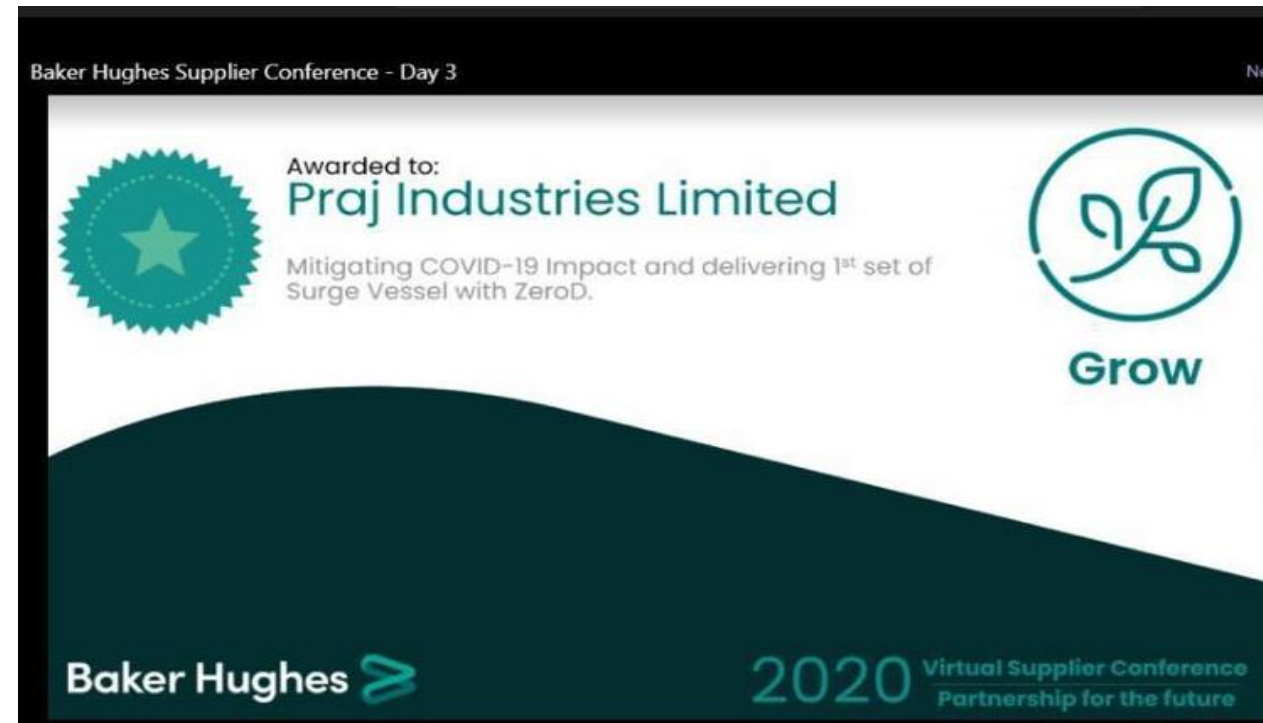 Baker Hughes Supplier Conference - Day 3
Awarded to:
Praj Industries Limited
Mitigating COVID-19 Impact and delivering 1st set of
Surge Vessel with ZeroD.
Grow
Baker Hughes
2020 Virtual Supplier Conference
Partnership for the future